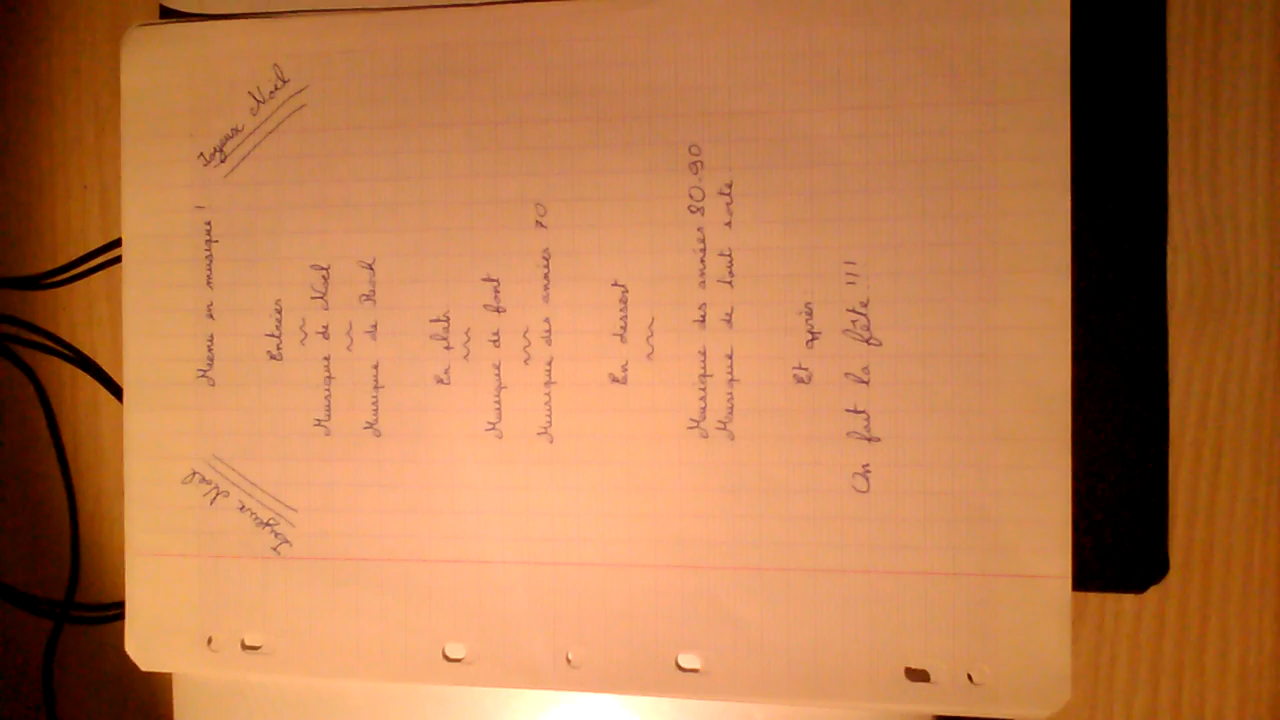 Joyeux Noël
Joyeux Noël
Menu en musique !
Entrées
~
Musique de Noël
~
Musique de Rock
En plat
~~
Musique de font
~~
Musique des années 70
En dessert
~~
Musique des années 80-90
Musique de tout sorte
Et après
On fait la fête !!!